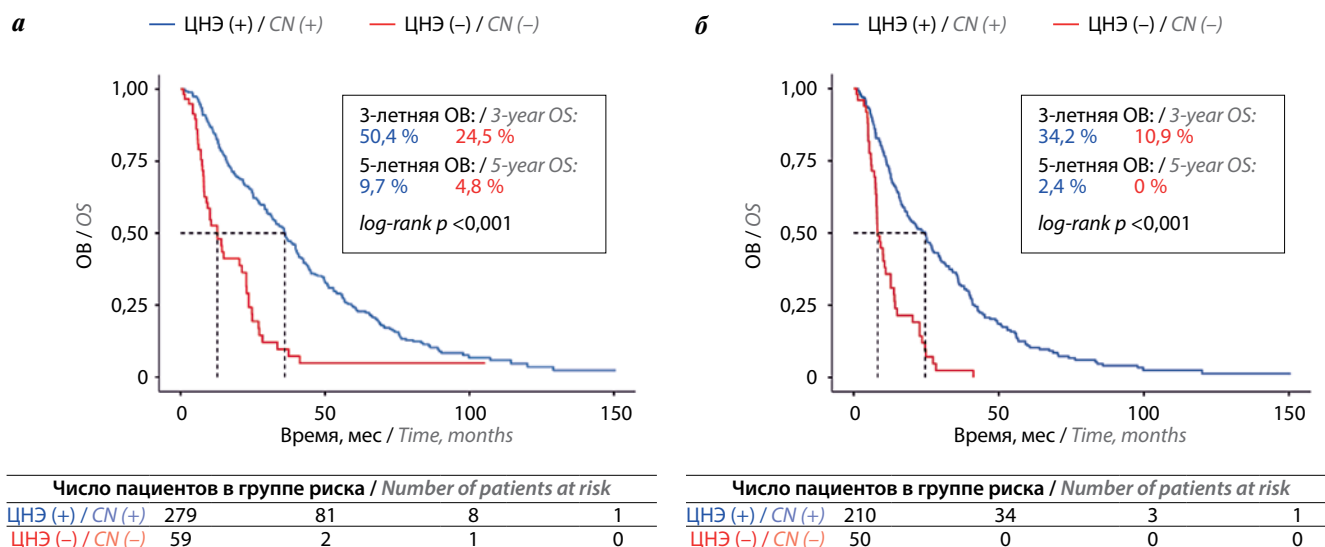 а
ЦНЭ (+) / CN (+) ЦНЭ (–) / CN (–)
1,00
0,75
0,50
0,25
0
ОВ / OS
3-летняя ОВ: / 3-year OS:
50,4 % 24,5 %
5-летняя ОВ: / 5-year OS:
9,7 % 4,8 %
log-rank p <0,001
0 50 100 150
Время, мес / Time, months
Число пациентов в группе риска / Number of patients at risk
ЦНЭ (+) / CN (+) 279 81 8 1
ЦНЭ (–) / CN (–) 59 2 1 0
б
ЦНЭ (+) / CN (+) ЦНЭ (–) / CN (–)
1,00
0,75
0,50
0,25
0
ОВ / OS
3-летняя ОВ: / 3-year OS:
34,2 % 10,9 %
5-летняя ОВ: / 5-year OS:
2,4 % 0 %
log-rank p <0,001
0 50 100 150
Время, мес / Time, months
Число пациентов в группе риска / Number of patients at risk
ЦНЭ (+) / CN (+) 210 34 3 1
ЦНЭ (–) / CN (–) 50 0 0 0